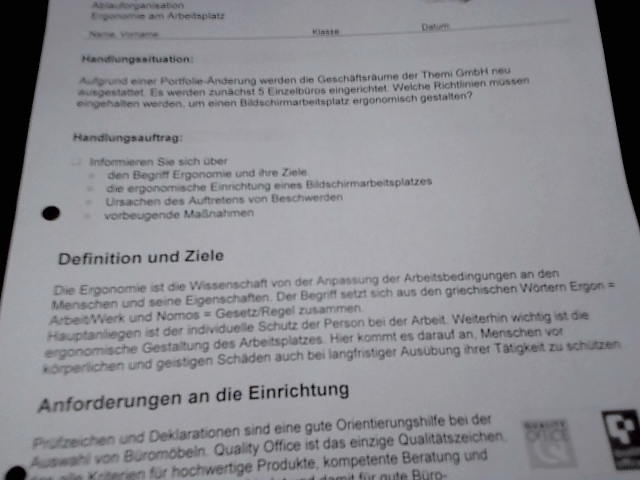 Ablauforganisation
Ergonomie am Arbeitsplatz
Name, Vorname Klasse Datum
Handlungssituation:
Aufgrund einer Portfolio-Änderung werden die Geschäftsräume der Themi GmbH neu
ausgestattet. Es werden zunächst 5 Einzelbüros eingerichtet. Welche Richtlinien müssen
eingehalten werden, um einen Bildschirmarbeitsplatz ergonomisch gestalten?
Handlungsauftrag:
Informieren Sie sich über
den Begriff Ergonomie und ihre Ziele
die ergonomische Einrichtung eines Bildschirmarbeitsplatzes
Ursachen des Auftretens von Beschwerden
vorbeugende Maßnahmen
Definition und Ziele
Die Ergonomie ist die Wissenschaft von der Anpassung der Arbeitsbedingungen an den
Menschen und seine Eigenschaften. Der Begriff setzt sich aus den griechischen Wörtern Ergon =
Arbeit/Werk und Nomos = Gesetz/Regel zusammen.
Hauptanliegen ist der individuelle Schutz der Person bei der Arbeit. Weiterhin wichtig ist die
ergonomische Gestaltung des Arbeitsplatzes. Hier kommt es darauf an, Menschen vor
körperlichen und geistigen Schäden auch bei langfristiger Ausübung ihrer Tätigkeit zu schützen.
Anforderungen an die Einrichtung
Prüfzeichen und Deklarationen sind eine gute Orientierungshilfe bei der
Auswahl von Büromöbeln. Quality Office ist das einzige Qualitätszeichen,
das alle Kriterien für hochwertige Produkte, kompetente Beratung und
und damit für gute Büro-
QUALITY
OFFICE